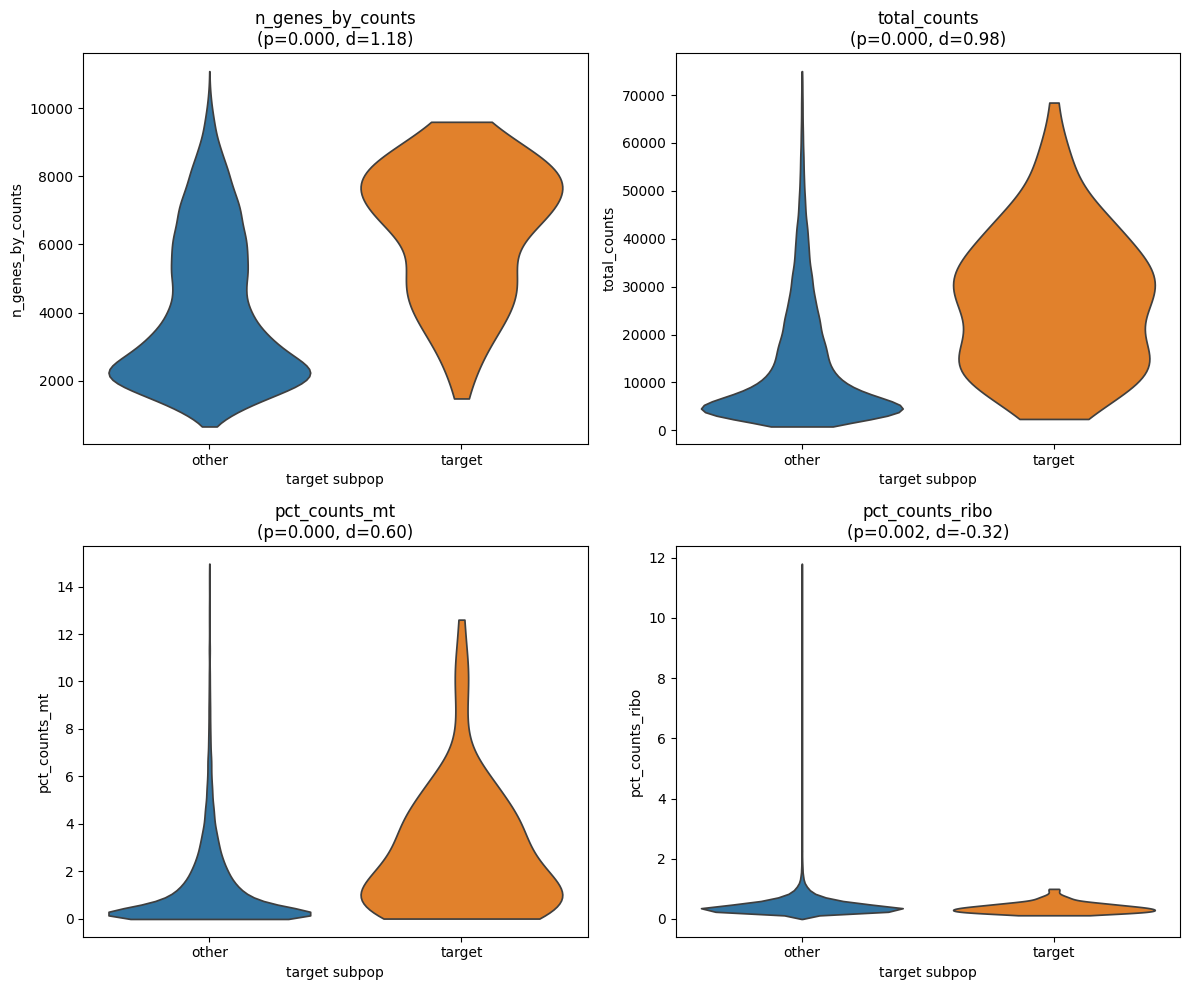 n_genes_by_counts
(p=0.000, d=1.18)
n_genes_by_counts
10000
8000
6000
4000
2000
other
target
target subpop
total_counts
(p=0.000, d=0.98)
total_counts
70000
60000
50000
40000
30000
20000
10000
0
other
target
target subpop
pct_counts_mt
(p=0.000, d=0.60)
pct_counts_mt
14
12
10
8
6
4
2
0
other
target
target subpop
pct_counts_ribo
(p=0.002, d=-0.32)
pct_counts_ribo
12
10
8
6
4
2
0
other
target
target subpop